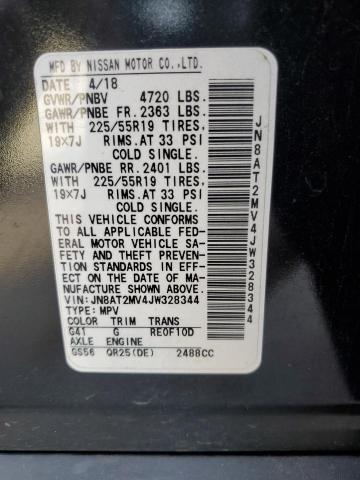 MFD BY NISSAN MOTOR CO.,LTD.
DATE 4/18
GVWR/PNBV 4720 LBS.
GAWR/PNBE FR. 2363 LBS.
WITH 225/55R19 TIRES,
19X7J RIMS.AT 33 PSI
COLD SINGLE.
GAWR/PNBE RR. 2401 LBS.
WITH 225/55R19 TIRES,
19X7J RIMS.AT 33 PSI
COLD SINGLE.
THIS VEHICLE CONFORMS
TO ALL APPLICABLE FED-
ERAL MOTOR VEHICLE SA-
FETY AND THEFT PREVENTION
STANDARDS IN EFFE-
CT ON THE DATE OF MA-
NUFACTURE SHOWN ABOVE.
VIN:JN8AT2MV4JW328344
TYPE:MPV
COLOR TRIM TRANS
G41 G RE0F10D
AXLE ENGINE
GS56 QR25(DE) 2488CC
JN8AT2MV4JW328344